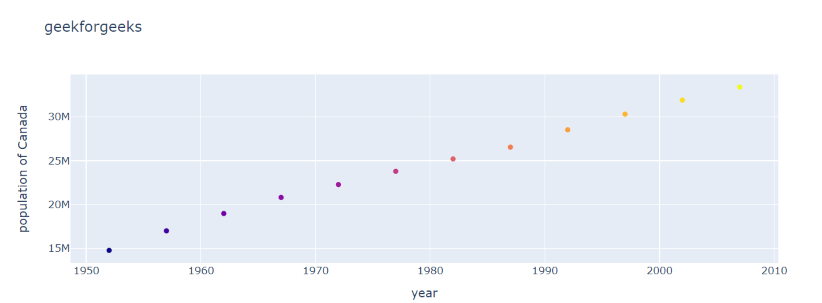 geekforgeeks
population of Canada
30M
25M
20M
15M
1950 1960 1970 1980 1990 2000 2010
year